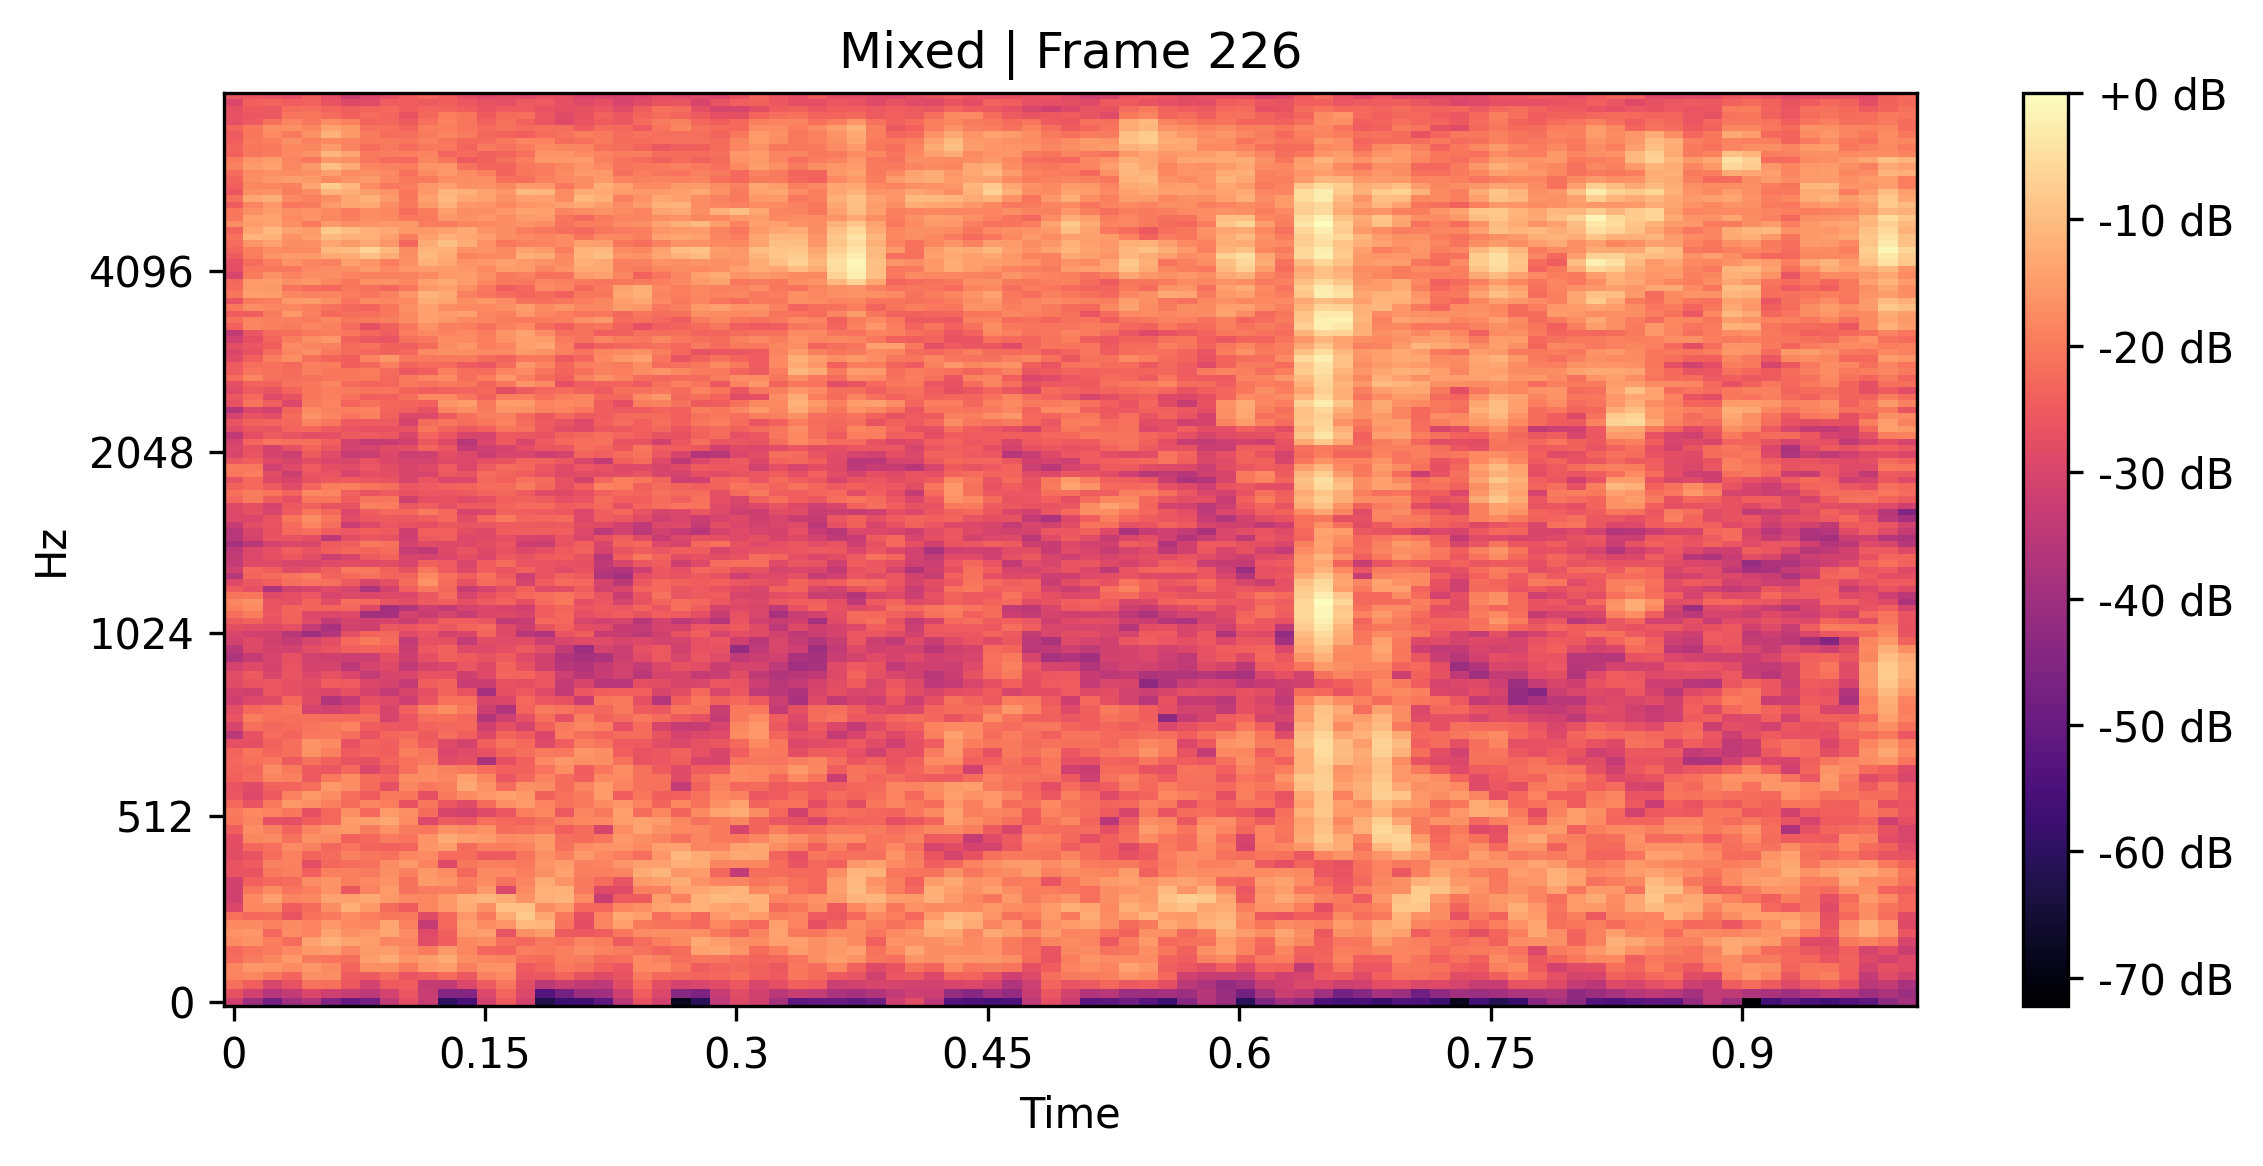 Mixed | Frame 226
Hz
4096
2048
1024
512
0
0 0.15 0.3 0.45 0.6 0.75 0.9
Time
+0 dB
-10 dB
-20 dB
-30 dB
-40 dB
-50 dB
-60 dB
-70 dB